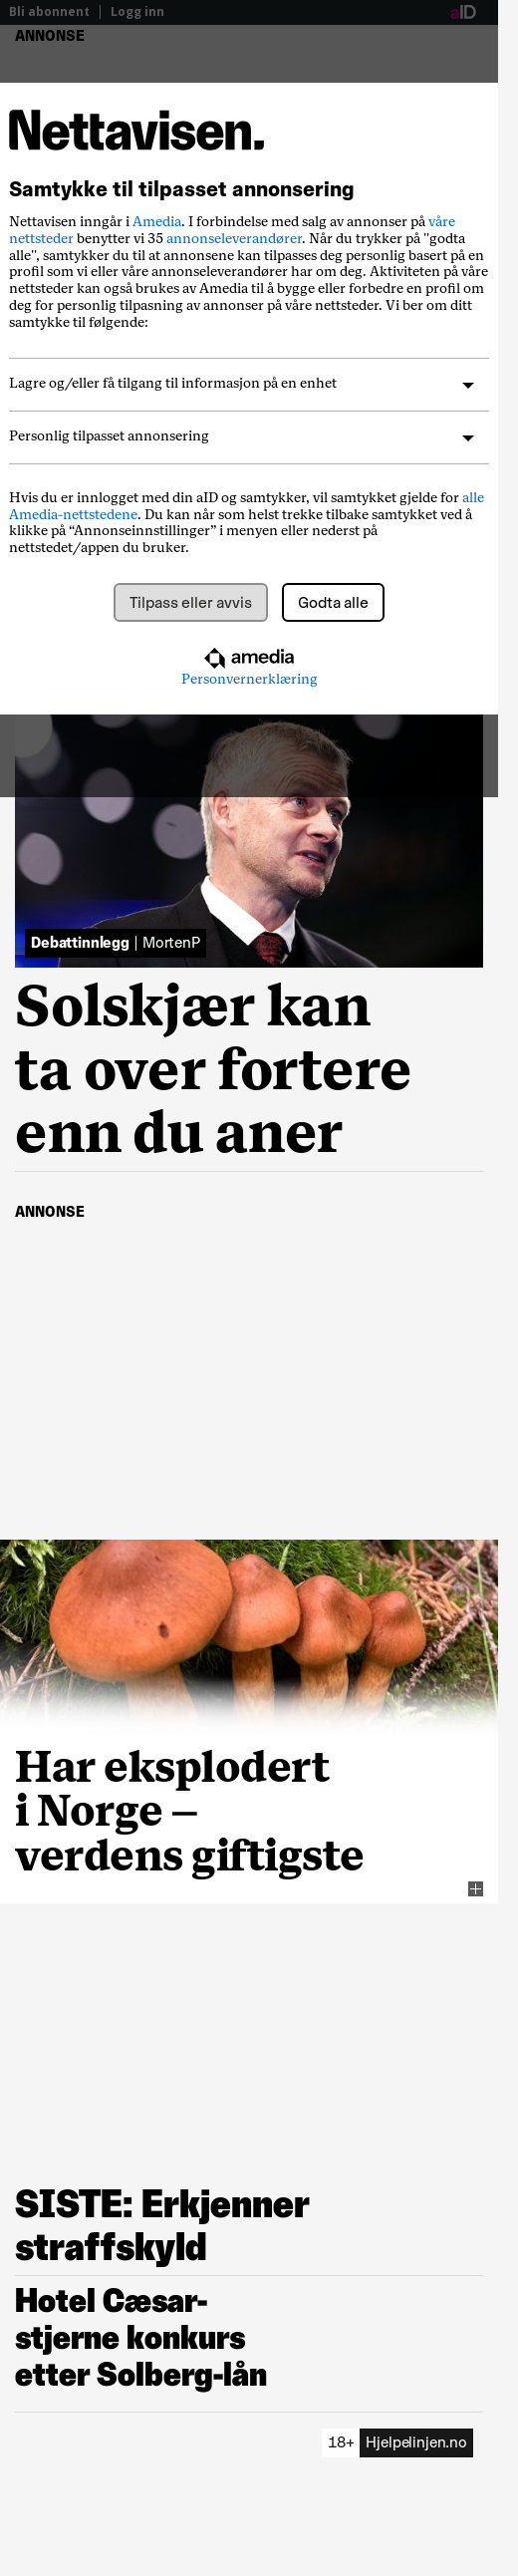 Bli abonnent | Logg inn aID
ANNONSE
Nettavisen.
Samtykke til tilpasset annonsering
Nettavisen inngår i Amedia. I forbindelse med salg av annonser på våre
nettsteder benytter vi 35 annonseleverandører. Når du trykker på "godta
alle", samtykker du til at annonsene kan tilpasses deg personlig basert på en
profil som vi eller våre annonseleverandører har om deg. Aktiviteten på våre
nettsteder kan også brukes av Amedia til å bygge eller forbedre en profil om
deg for personlig tilpasning av annonser på våre nettsteder. Vi ber om ditt
samtykke til følgende:
Lagre og/eller få tilgang til informasjon på en enhet
Personlig tilpasset annonsering
Hvis du er innlogget med din aID og samtykker, vil samtykket gjelde for alle
Amedia-nettstedene. Du kan når som helst trekke tilbake samtykket ved å
klikke på “Annonseinnstillinger” i menyen eller nederst på
nettstedet/appen du bruker.
Tilpass eller avvis Godta alle
amedia
Personvernerklæring
Debattinnlegg | MortenP
Solskjær kan
ta over fortere
enn du aner
ANNONSE
Har eksplodert
i Norge –
verdens giftigste
SISTE: Erkjenner
straffskyld
Hotel Cæsar-
stjerne konkurs
etter Solberg-lån
18+ Hjelpelinjen.no